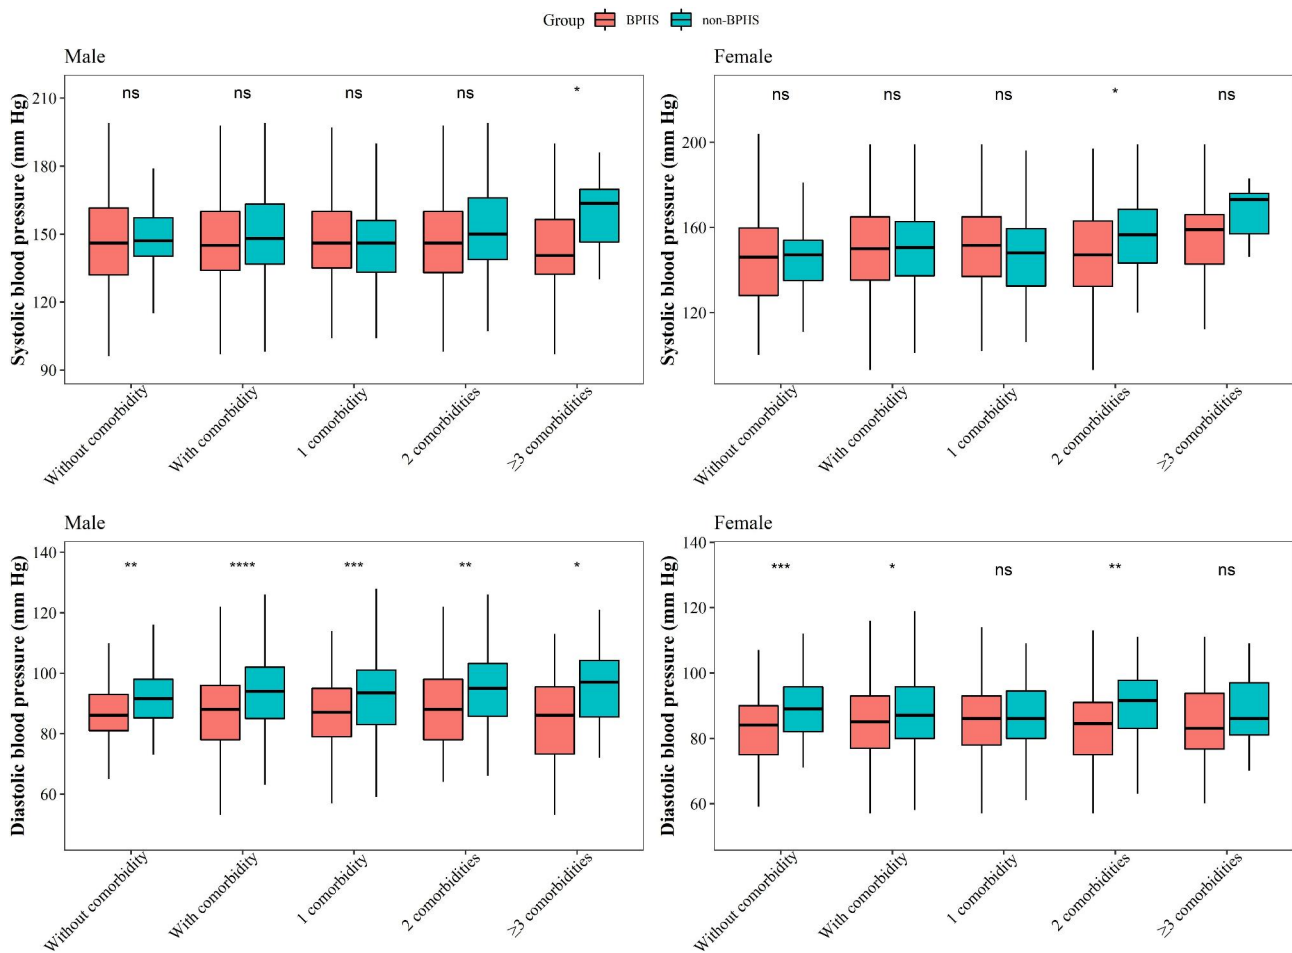 Group BPHS non-BPHS
Male
Systolic blood pressure (mm Hg)
210
180
150
120
90
ns ns ns ns *
Without comorbidity
With comorbidity
1 comorbidity
2 comorbidities
≥3 comorbidities
Female
Systolic blood pressure (mm Hg)
200
160
120
ns ns ns * ns
Without comorbidity
With comorbidity
1 comorbidity
2 comorbidities
≥3 comorbidities
Male
Diastolic blood pressure (mm Hg)
140
120
100
80
60
** **** *** ** *
Without comorbidity
With comorbidity
1 comorbidity
2 comorbidities
≥3 comorbidities
Female
Diastolic blood pressure (mm Hg)
140
120
100
80
60
*** * ns ** ns
Without comorbidity
With comorbidity
1 comorbidity
2 comorbidities
≥3 comorbidities